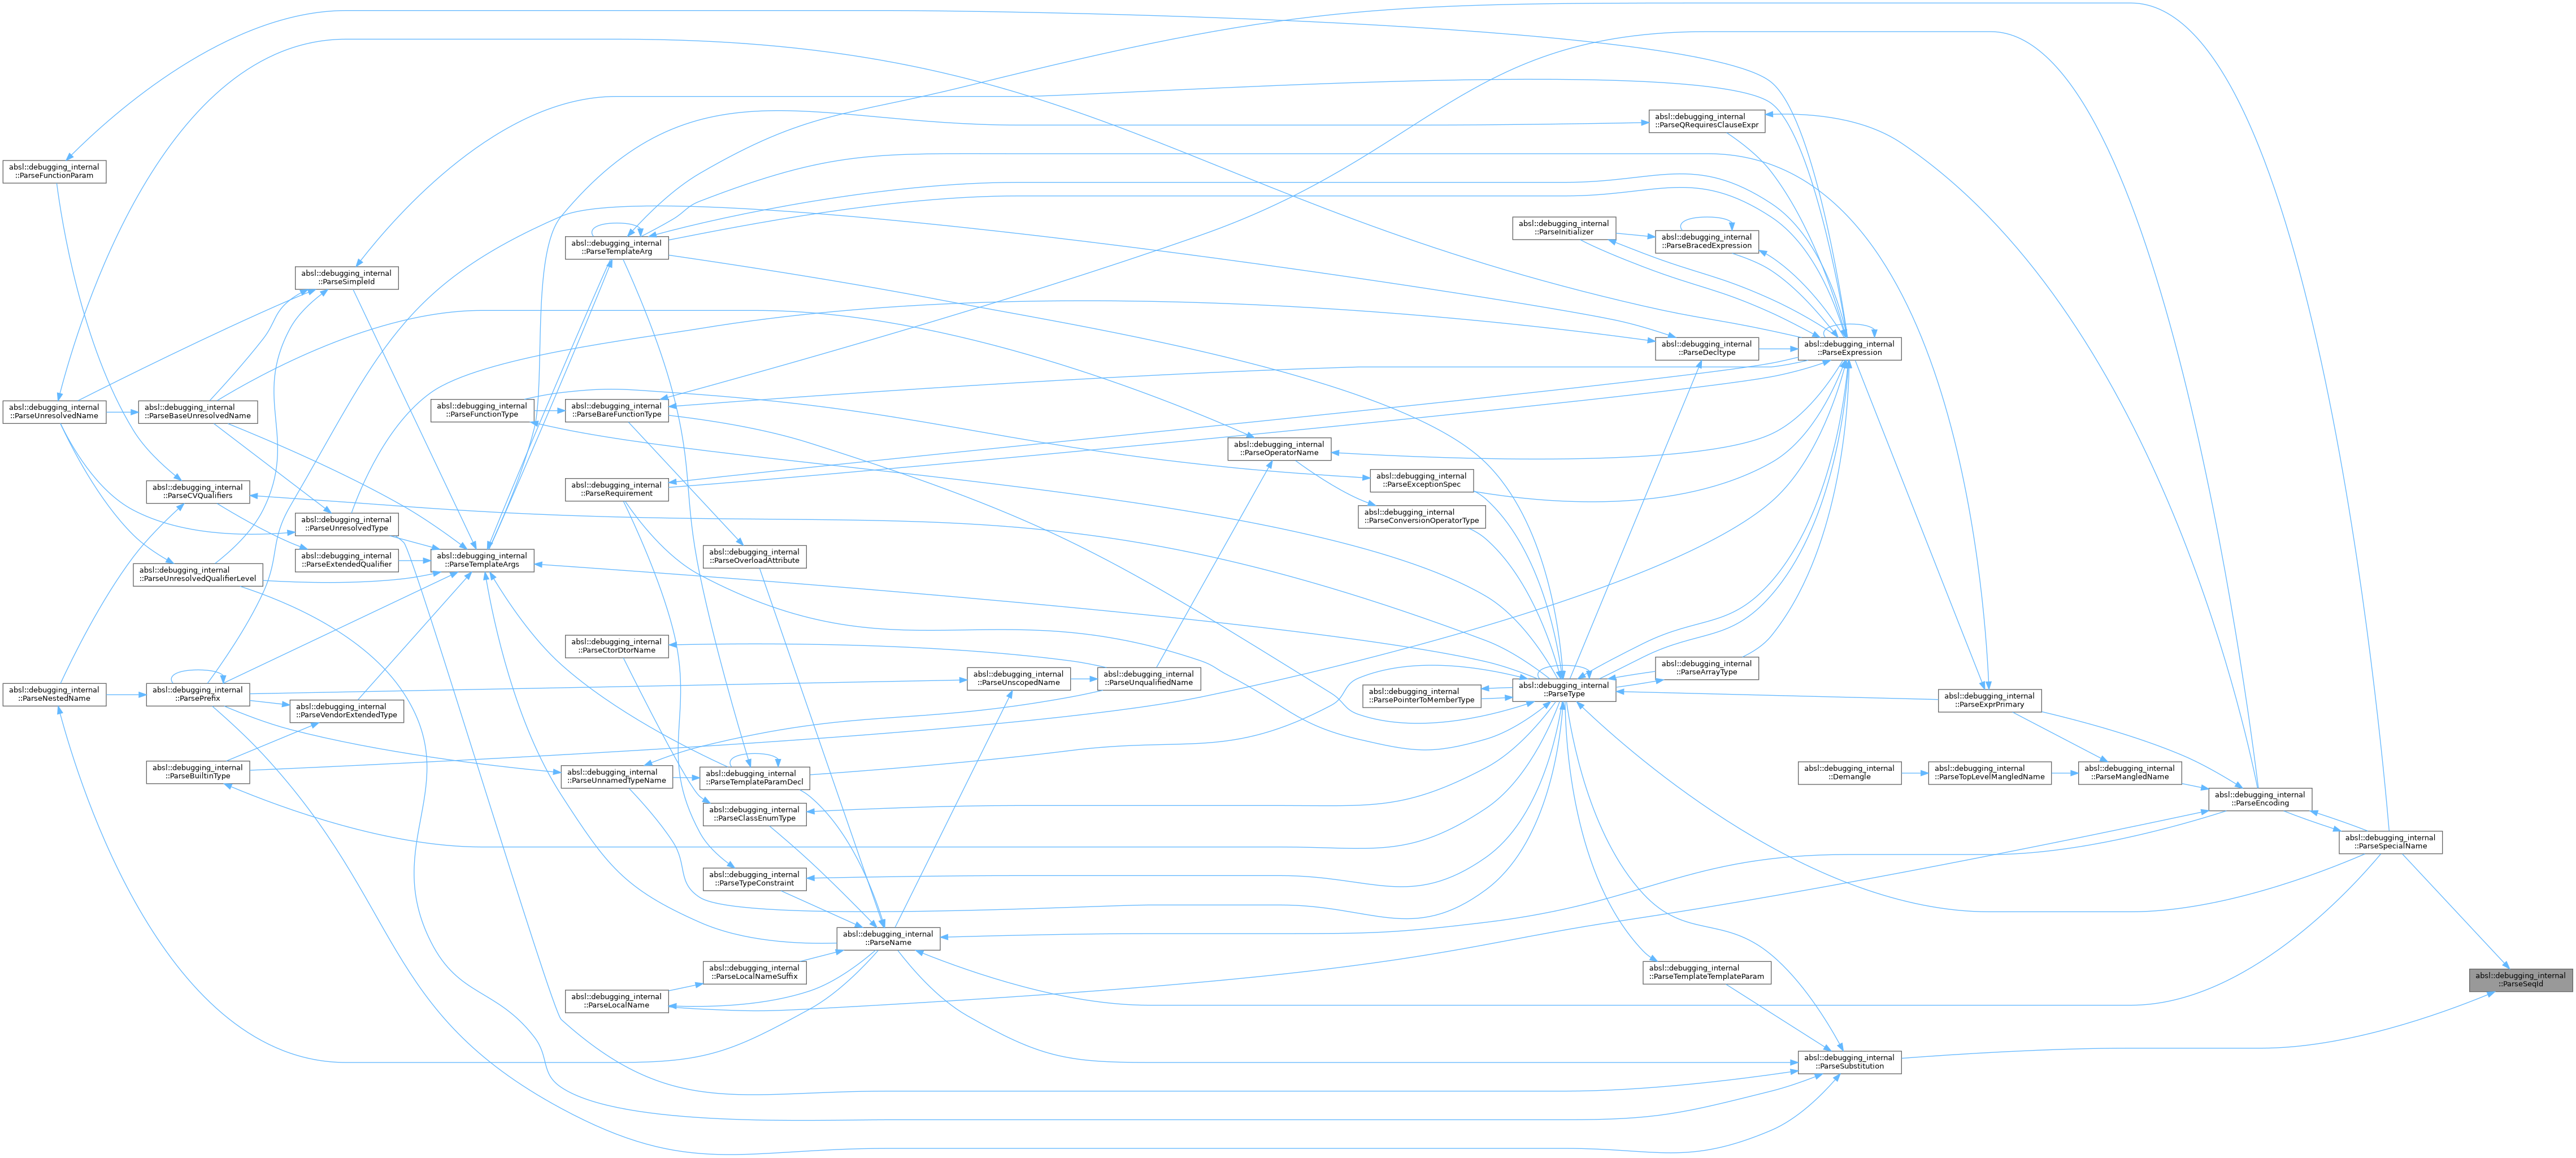 absl::debugging_internal
::ParseQRequiresClauseExpr
absl::debugging_internal
::ParseFunctionParam
absl::debugging_internal
::ParseInitializer
absl::debugging_internal
::ParseBracedExpression
absl::debugging_internal
::ParseTemplateArg
absl::debugging_internal
::ParseSimpleId
absl::debugging_internal
::ParseDecltype
absl::debugging_internal
::ParseExpression
absl::debugging_internal
::ParseUnresolvedName
absl::debugging_internal
::ParseBaseUnresolvedName
absl::debugging_internal
::ParseFunctionType
absl::debugging_internal
::ParseBareFunctionType
absl::debugging_internal
::ParseOperatorName
absl::debugging_internal
::ParseExceptionSpec
absl::debugging_internal
::ParseCVQualifiers
absl::debugging_internal
::ParseRequirement
absl::debugging_internal
::ParseConversionOperatorType
absl::debugging_internal
::ParseUnresolvedType
absl::debugging_internal
::ParseOverloadAttribute
absl::debugging_internal
::ParseExtendedQualifier
absl::debugging_internal
::ParseTemplateArgs
absl::debugging_internal
::ParseUnresolvedQualifierLevel
absl::debugging_internal
::ParseCtorDtorName
absl::debugging_internal
::ParseArrayType
absl::debugging_internal
::ParseUnscopedName
absl::debugging_internal
::ParseUnqualifiedName
absl::debugging_internal
::ParseType
absl::debugging_internal
::ParseNestedName
absl::debugging_internal
::ParsePrefix
absl::debugging_internal
::ParsePointerToMemberType
absl::debugging_internal
::ParseExprPrimary
absl::debugging_internal
::ParseVendorExtendedType
absl::debugging_internal
::ParseBuiltinType
absl::debugging_internal
::ParseUnnamedTypeName
absl::debugging_internal
::ParseTemplateParamDecl
absl::debugging_internal
::Demangle
absl::debugging_internal
::ParseTopLevelMangledName
absl::debugging_internal
::ParseMangledName
absl::debugging_internal
::ParseEncoding
absl::debugging_internal
::ParseClassEnumType
absl::debugging_internal
::ParseSpecialName
absl::debugging_internal
::ParseTypeConstraint
absl::debugging_internal
::ParseName
absl::debugging_internal
::ParseLocalNameSuffix
absl::debugging_internal
::ParseTemplateTemplateParam
absl::debugging_internal
::ParseSeqId
absl::debugging_internal
::ParseLocalName
absl::debugging_internal
::ParseSubstitution